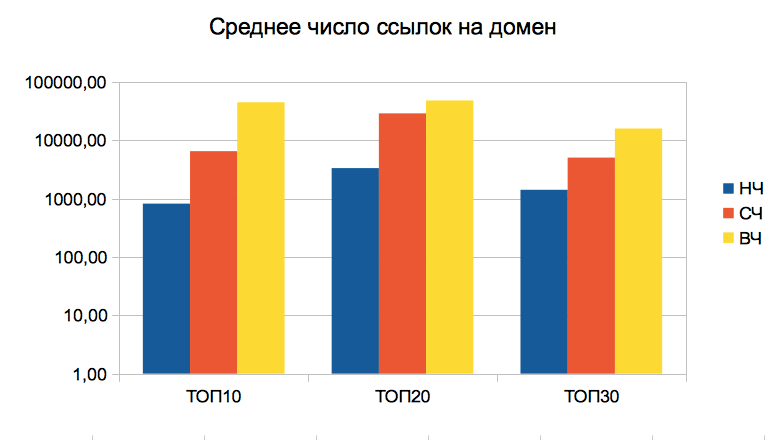 Среднее число ссылок на домен
100000,00
10000,00
1000,00
100,00
10,00
1,00
ТОП10 ТОП20 ТОП30
НЧ
СЧ
ВЧ